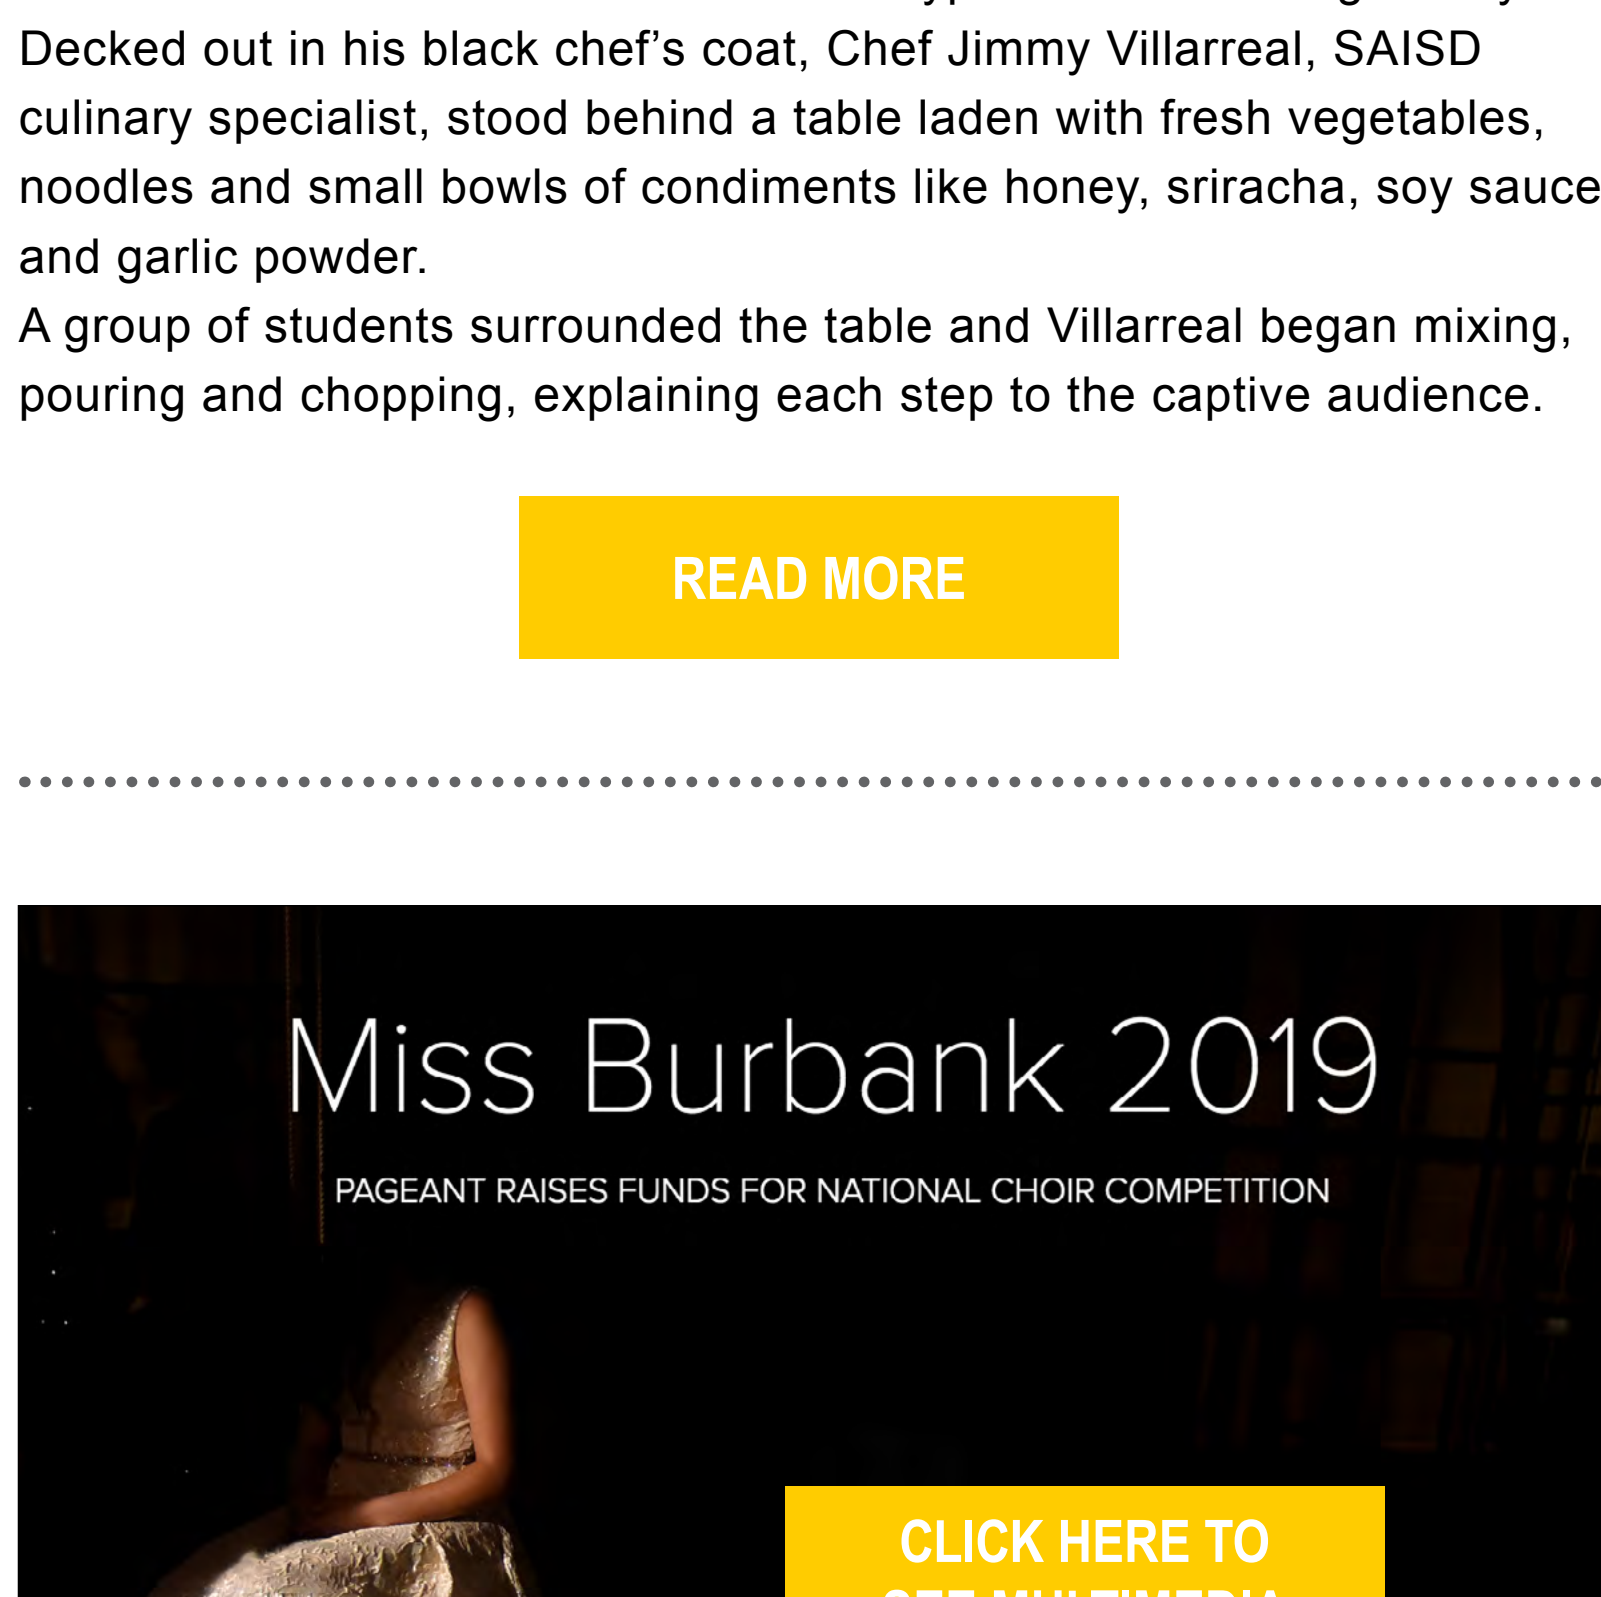 Decked out in his black chef’s coat, Chef Jimmy Villarreal, SAISD
culinary specialist, stood behind a table laden with fresh vegetables,
noodles and small bowls of condiments like honey, sriracha, soy sauce
and garlic powder.
A group of students surrounded the table and Villarreal began mixing,
pouring and chopping, explaining each step to the captive audience.
READ MORE
Miss Burbank 2019
PAGEANT RAISES FUNDS FOR NATIONAL CHOIR COMPETITION
CLICK HERE TO
SEE MULTIMEDIA